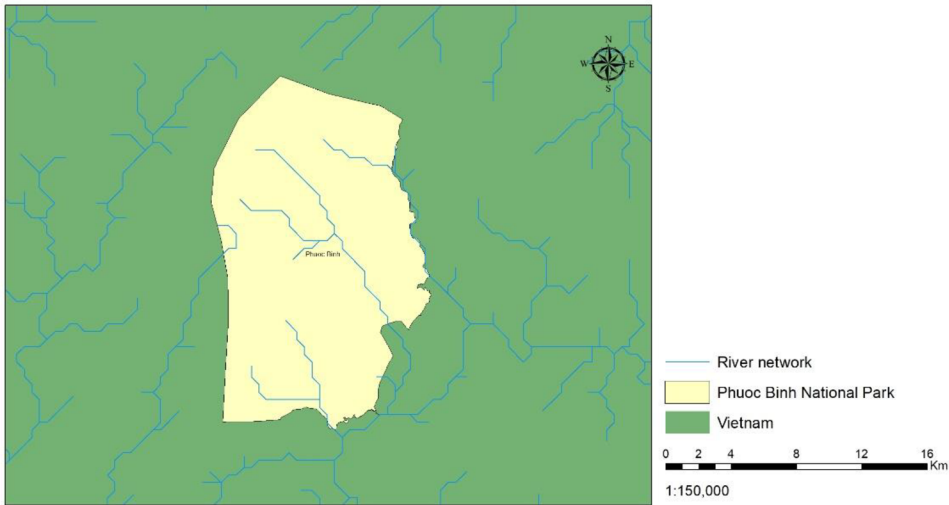 N
W E
S
Phuoc Binh
River network
Phuoc Binh National Park
Vietnam
0 2 4 8 12 16
Km
1:150,000